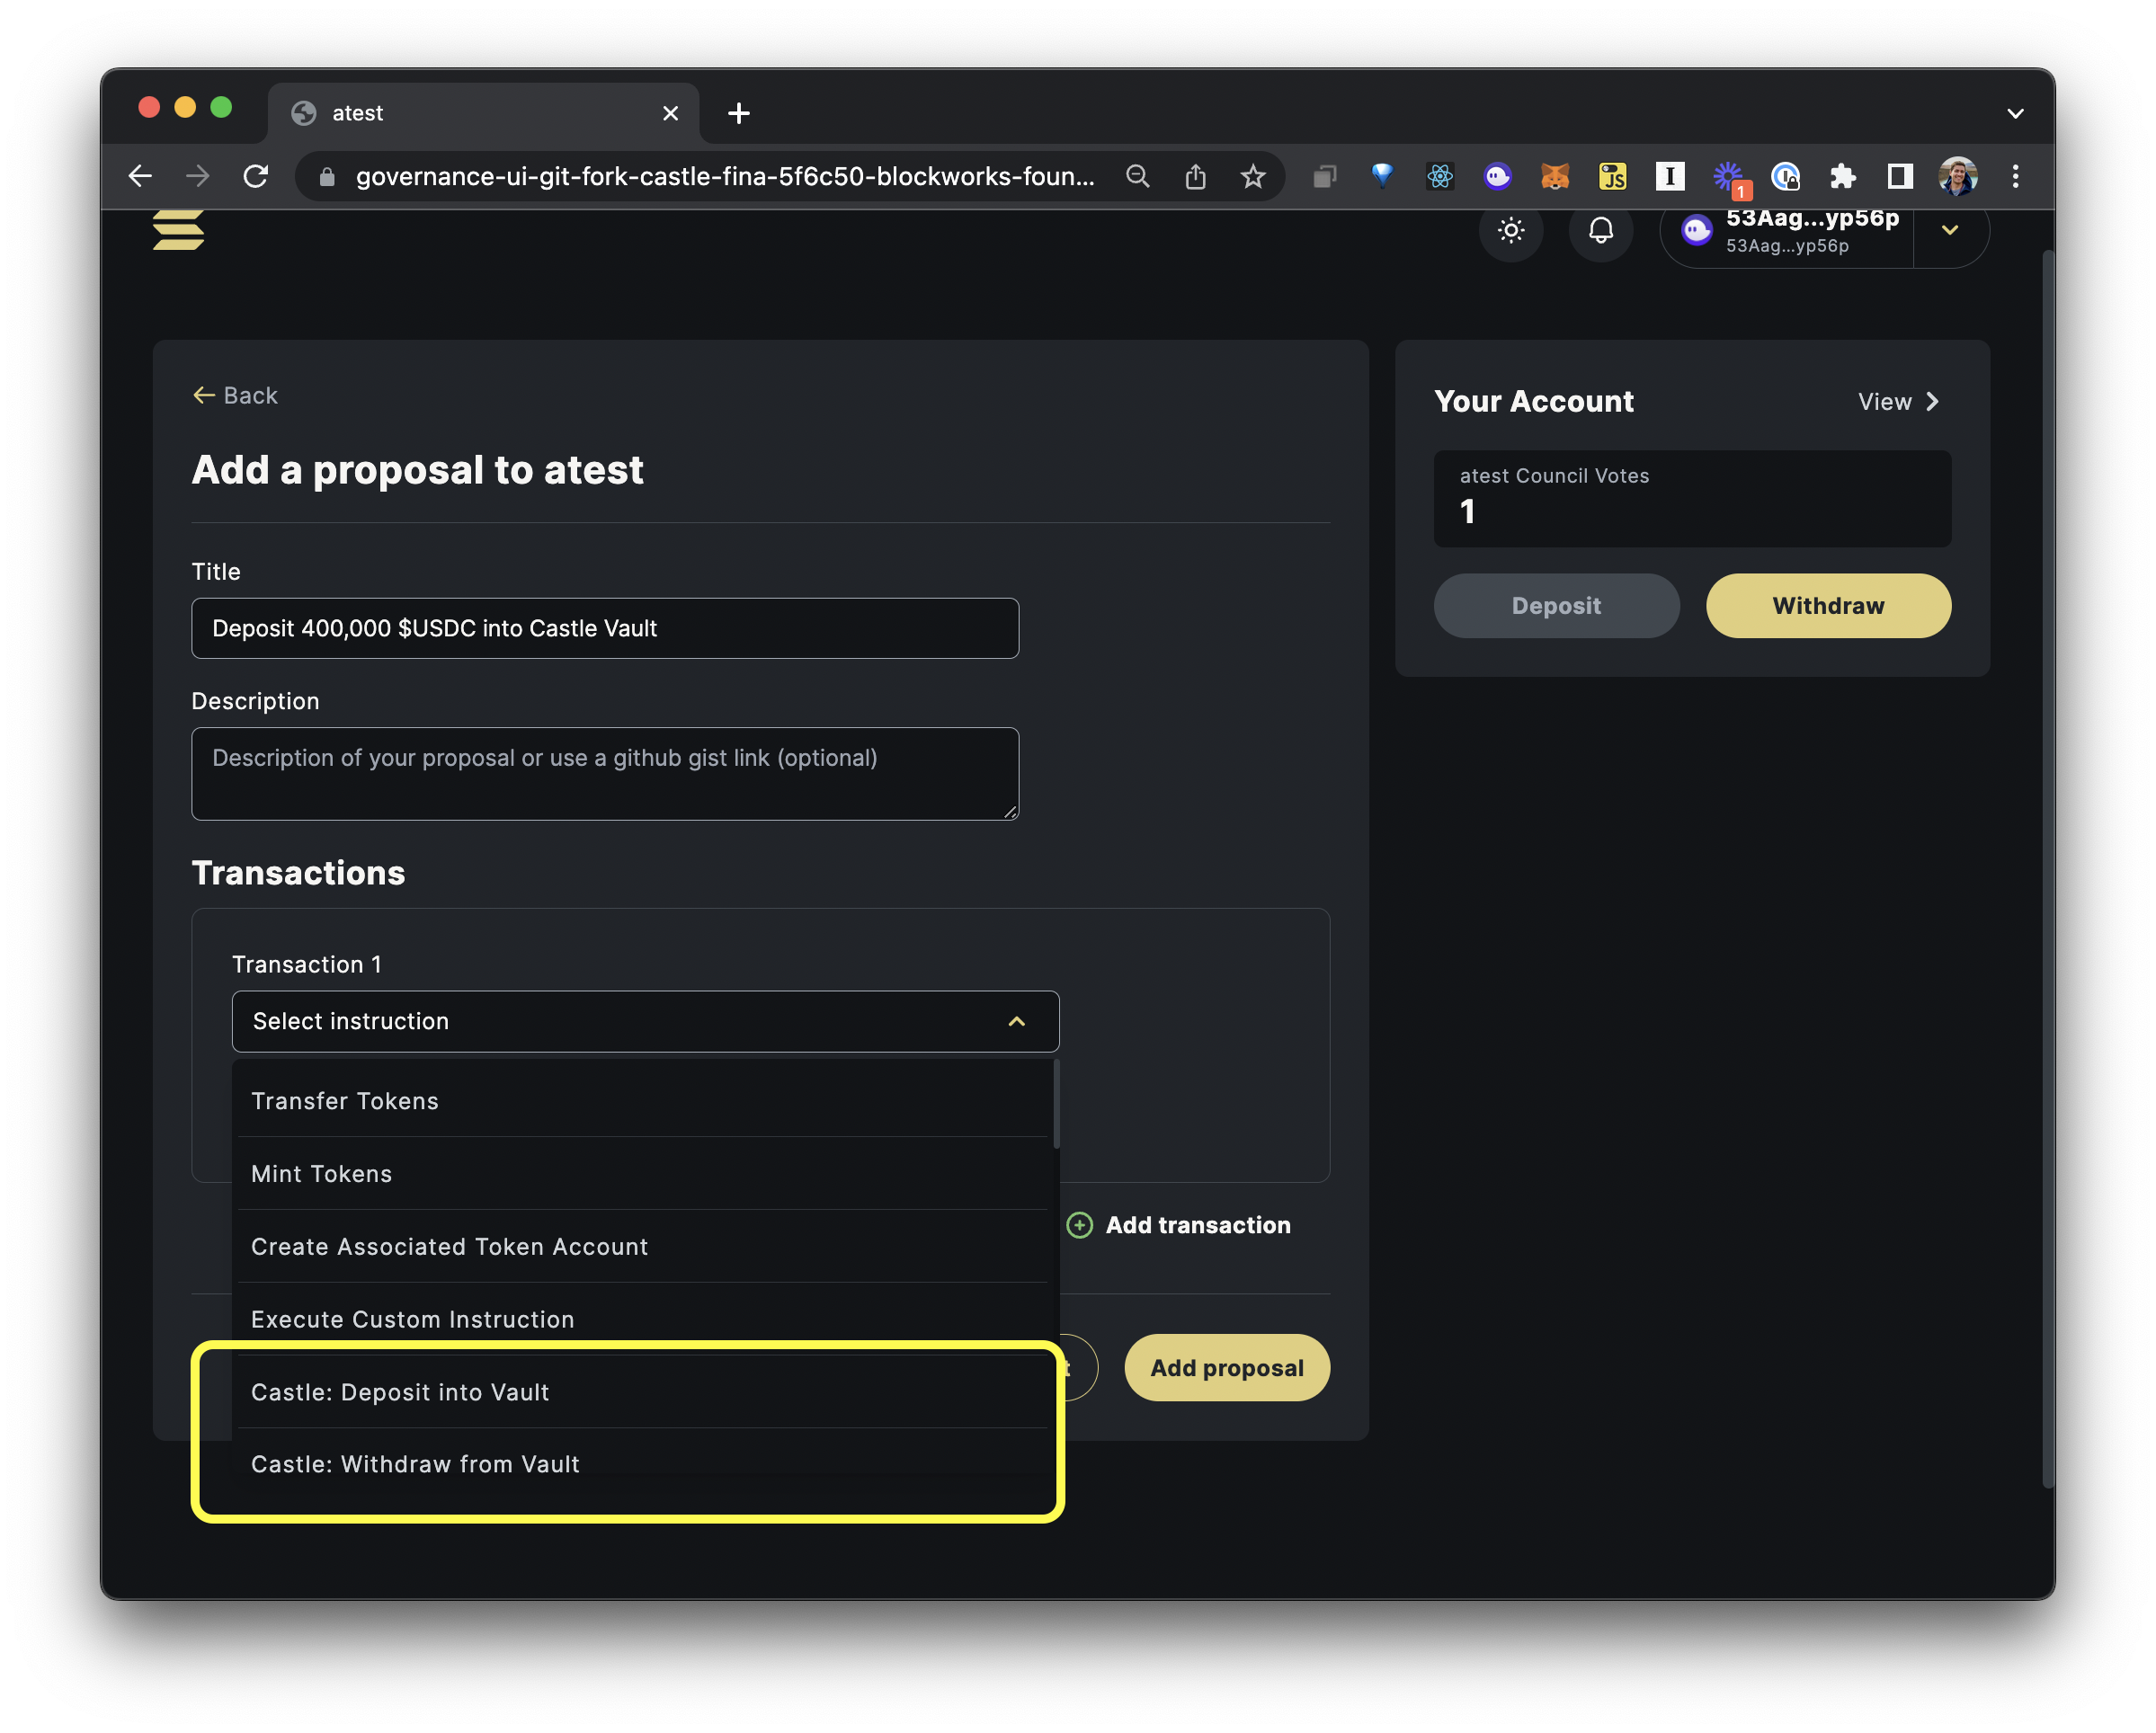 atest
governance-ui-git-fork-castle-fina-5f6c50-blockworks-foun...
JS
I
1
53Aag...yp56p
53Aag...yp56p
Back
Add a proposal to atest
Title
Deposit 400,000 $USDC into Castle Vault
Description
Description of your proposal or use a github gist link (optional)
Transactions
Transaction 1
Select instruction
Transfer Tokens
Mint Tokens
Create Associated Token Account
Execute Custom Instruction
Castle: Deposit into Vault
Castle: Withdraw from Vault
Add transaction
Add proposal
Your Account
View
atest Council Votes
1
Deposit
Withdraw